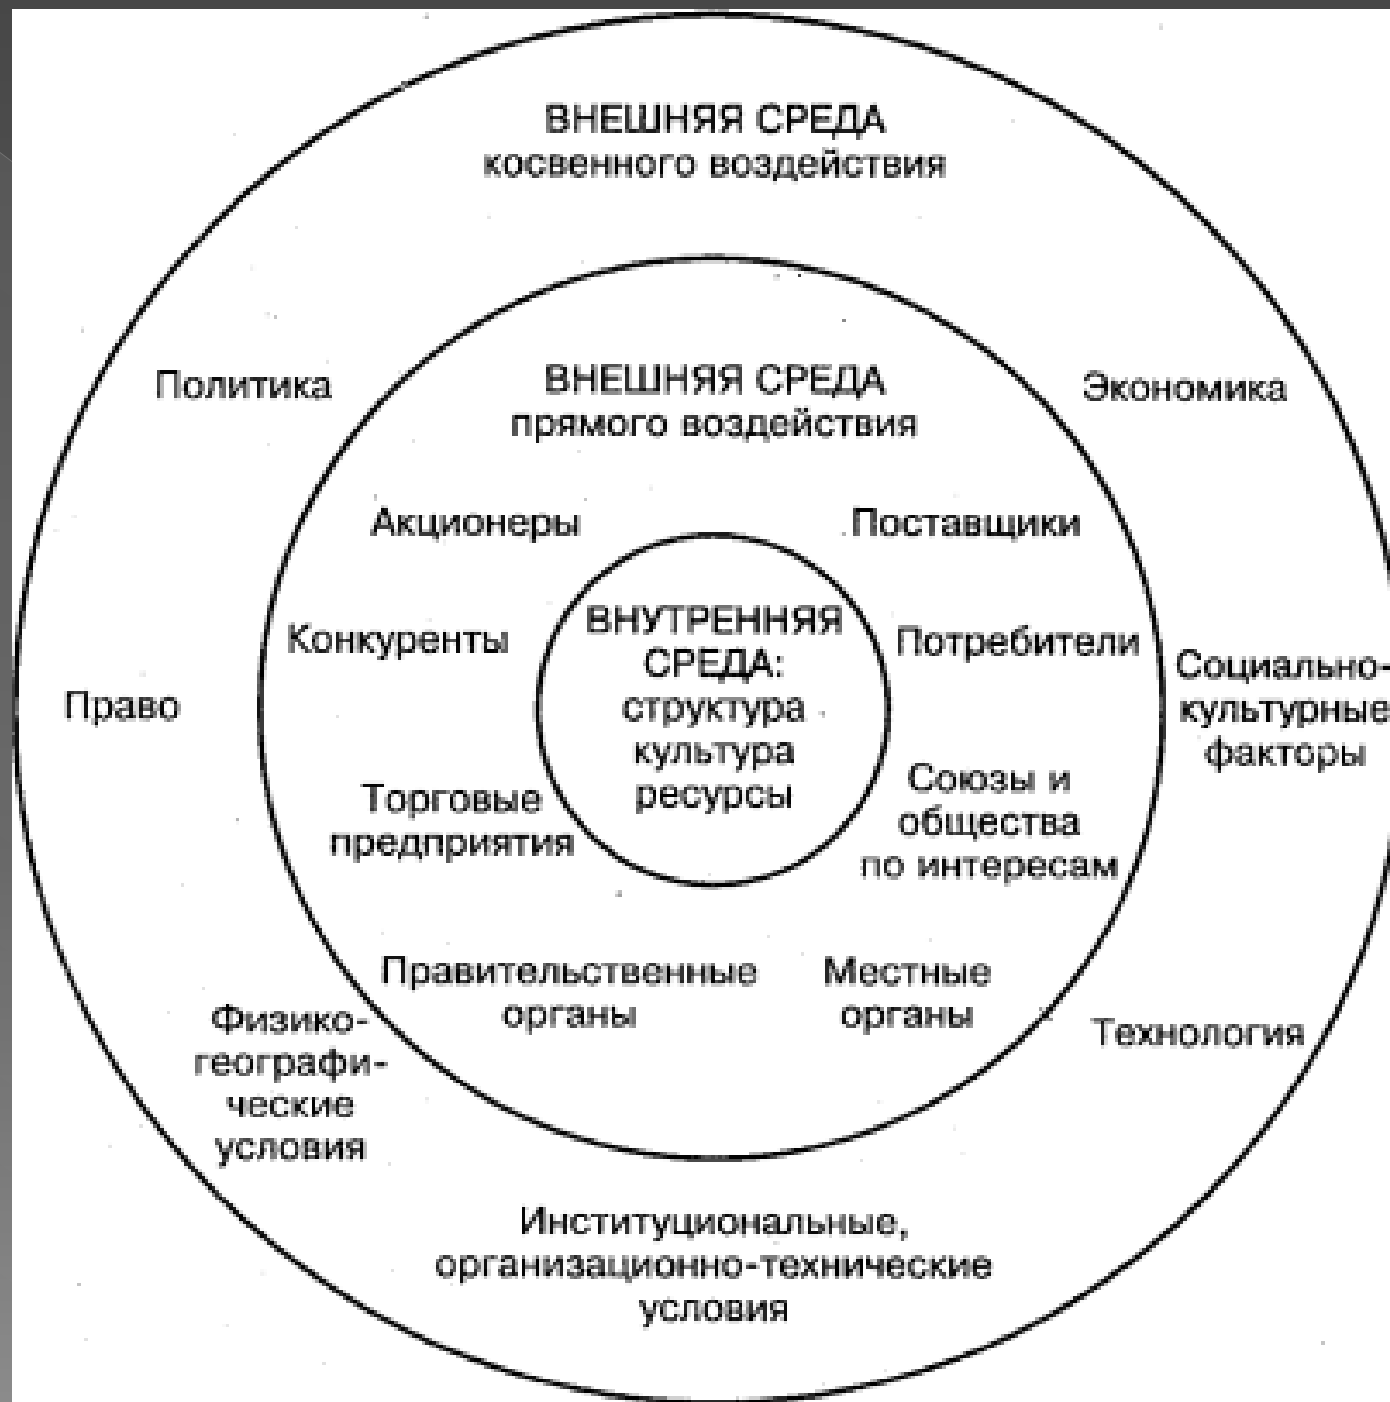 ВНЕШНЯЯ СРЕДА
косвенного воздействия
Политика
Экономика
ВНЕШНЯЯ СРЕДА
прямого воздействия
Акционеры
Поставщики
Конкуренты
Потребители
ВНУТРЕННЯЯ
СРЕДА:
структура
культура
ресурсы
Право
Социально-
культурные
факторы
Торговые
предприятия
Союзы и
общества
по интересам
Правительственные
органы
Местные
органы
Физико-
географи-
ческие
условия
Технология
Институциональные,
организационно-технические
условия